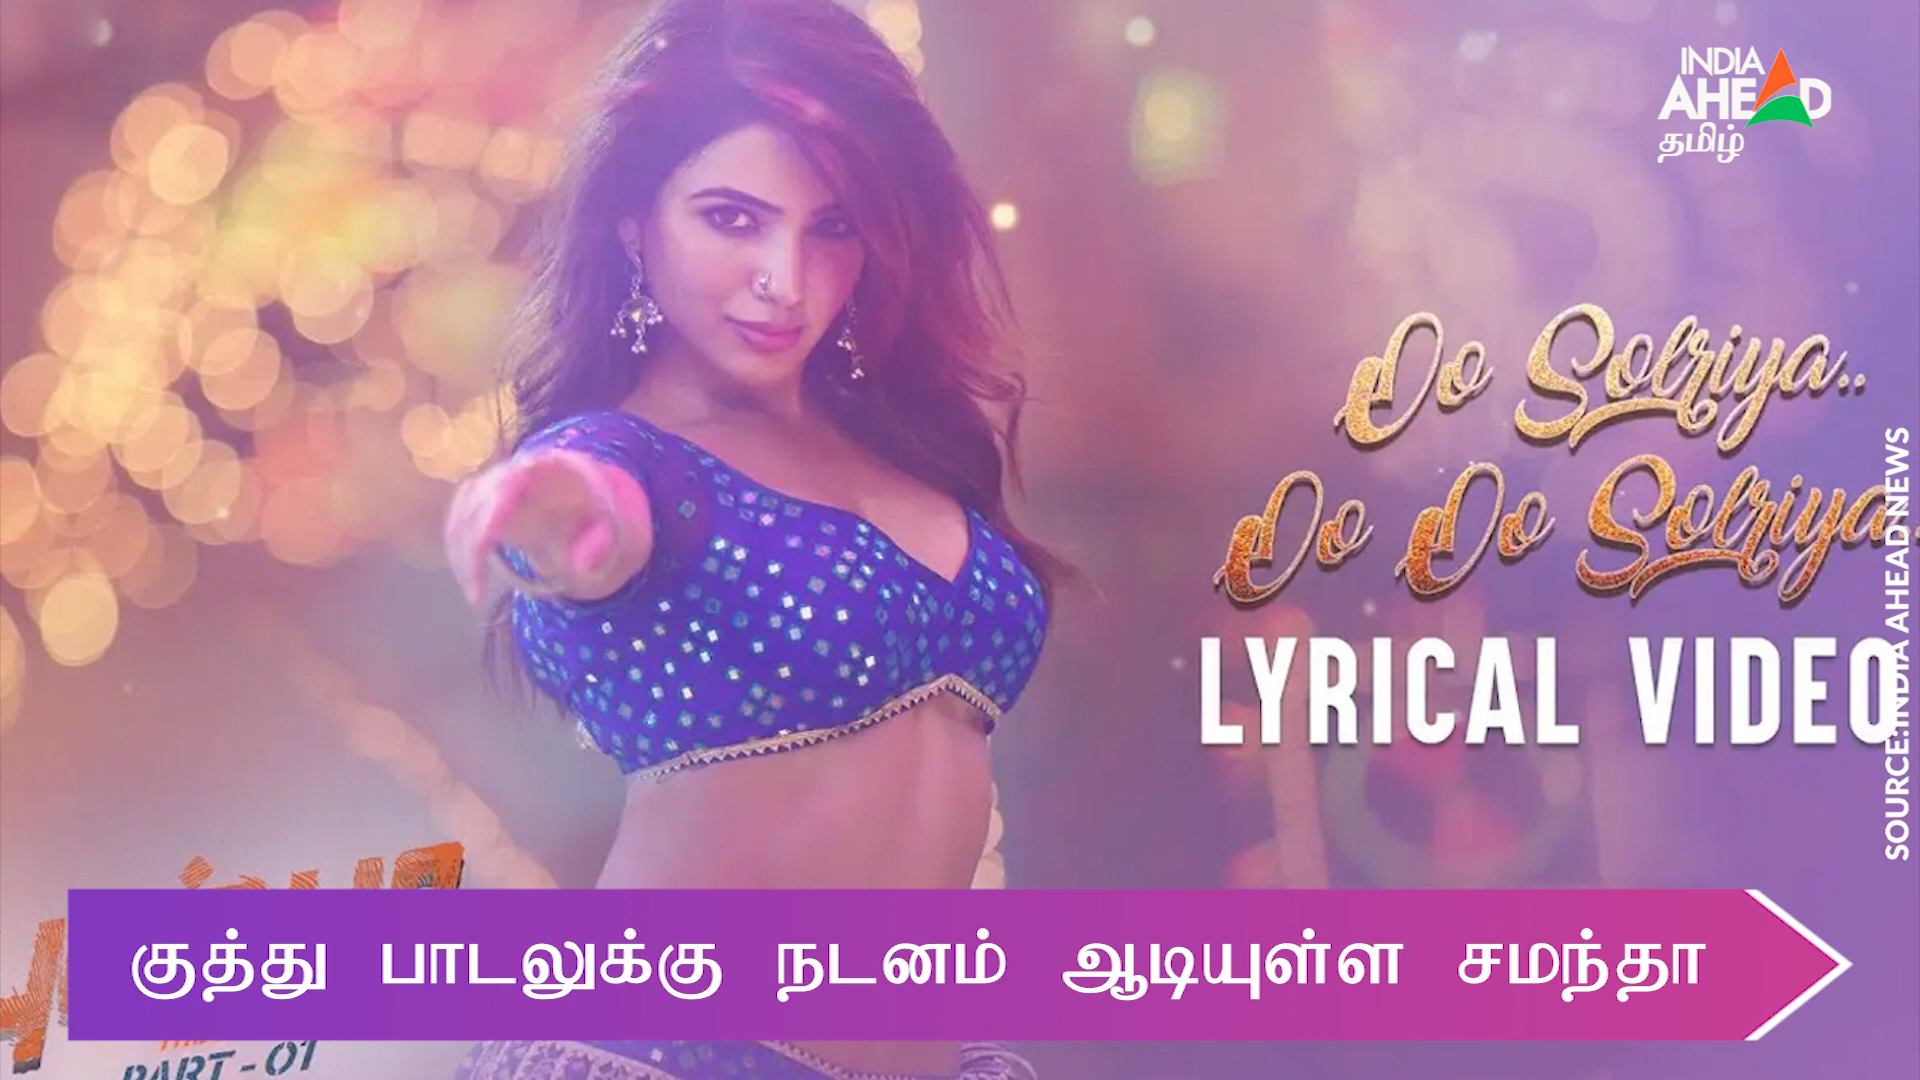 INDIA
AHEAD
தமிழ்
Oo Solriya..
Oo Oo Solriya..
LYRICAL VIDEO
SOURCE:INDIA AHEAD NEWS
குத்து பாடலுக்கு நடனம் ஆடியுள்ள சமந்தா
PART-01